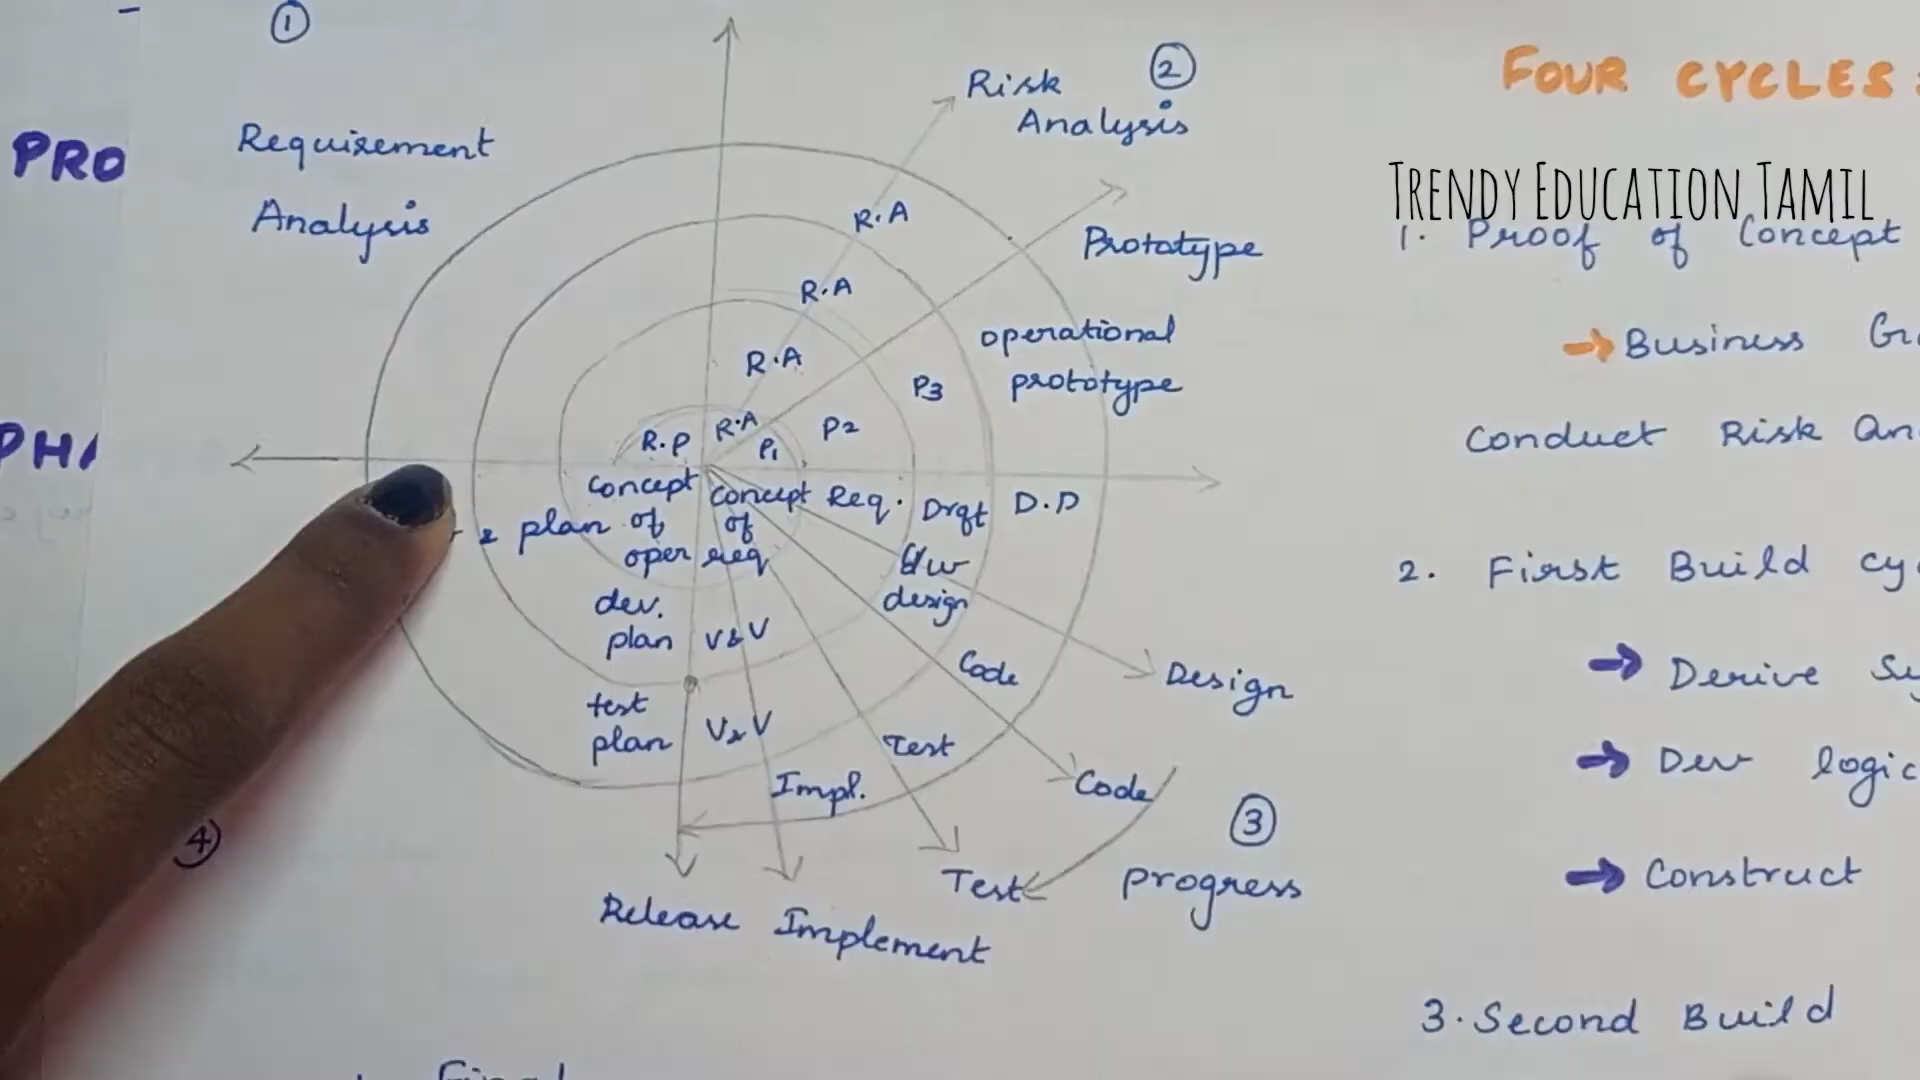 1
Requirement
Analysis
PRO
2
Risk
Analysis
Prototype
operational
prototype
R.A
R.A
R.A
R.A
R.P
P1
P2
P3
concept
of
oper
plan
dev.
plan
test
plan
concept
of
req
Req.
Drqt
D.D
S/w
design
V&V
V&V
Code
Test
Impl.
Design
Code
Test
Implement
Release
3
Progress
4
FOUR CYCLES:
TRENDY EDUCATION TAMIL
1. Proof of Concept
→ Business
Conduct Risk
2. First Build
→ Derive
→ Dev logic
→ Construct
3. Second Build